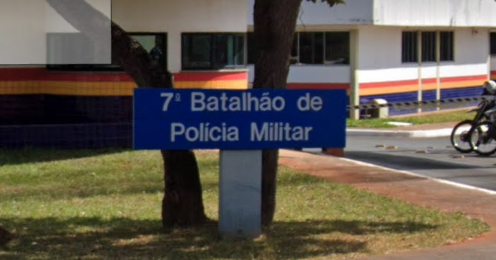 7º Batalhão de
Polícia Militar